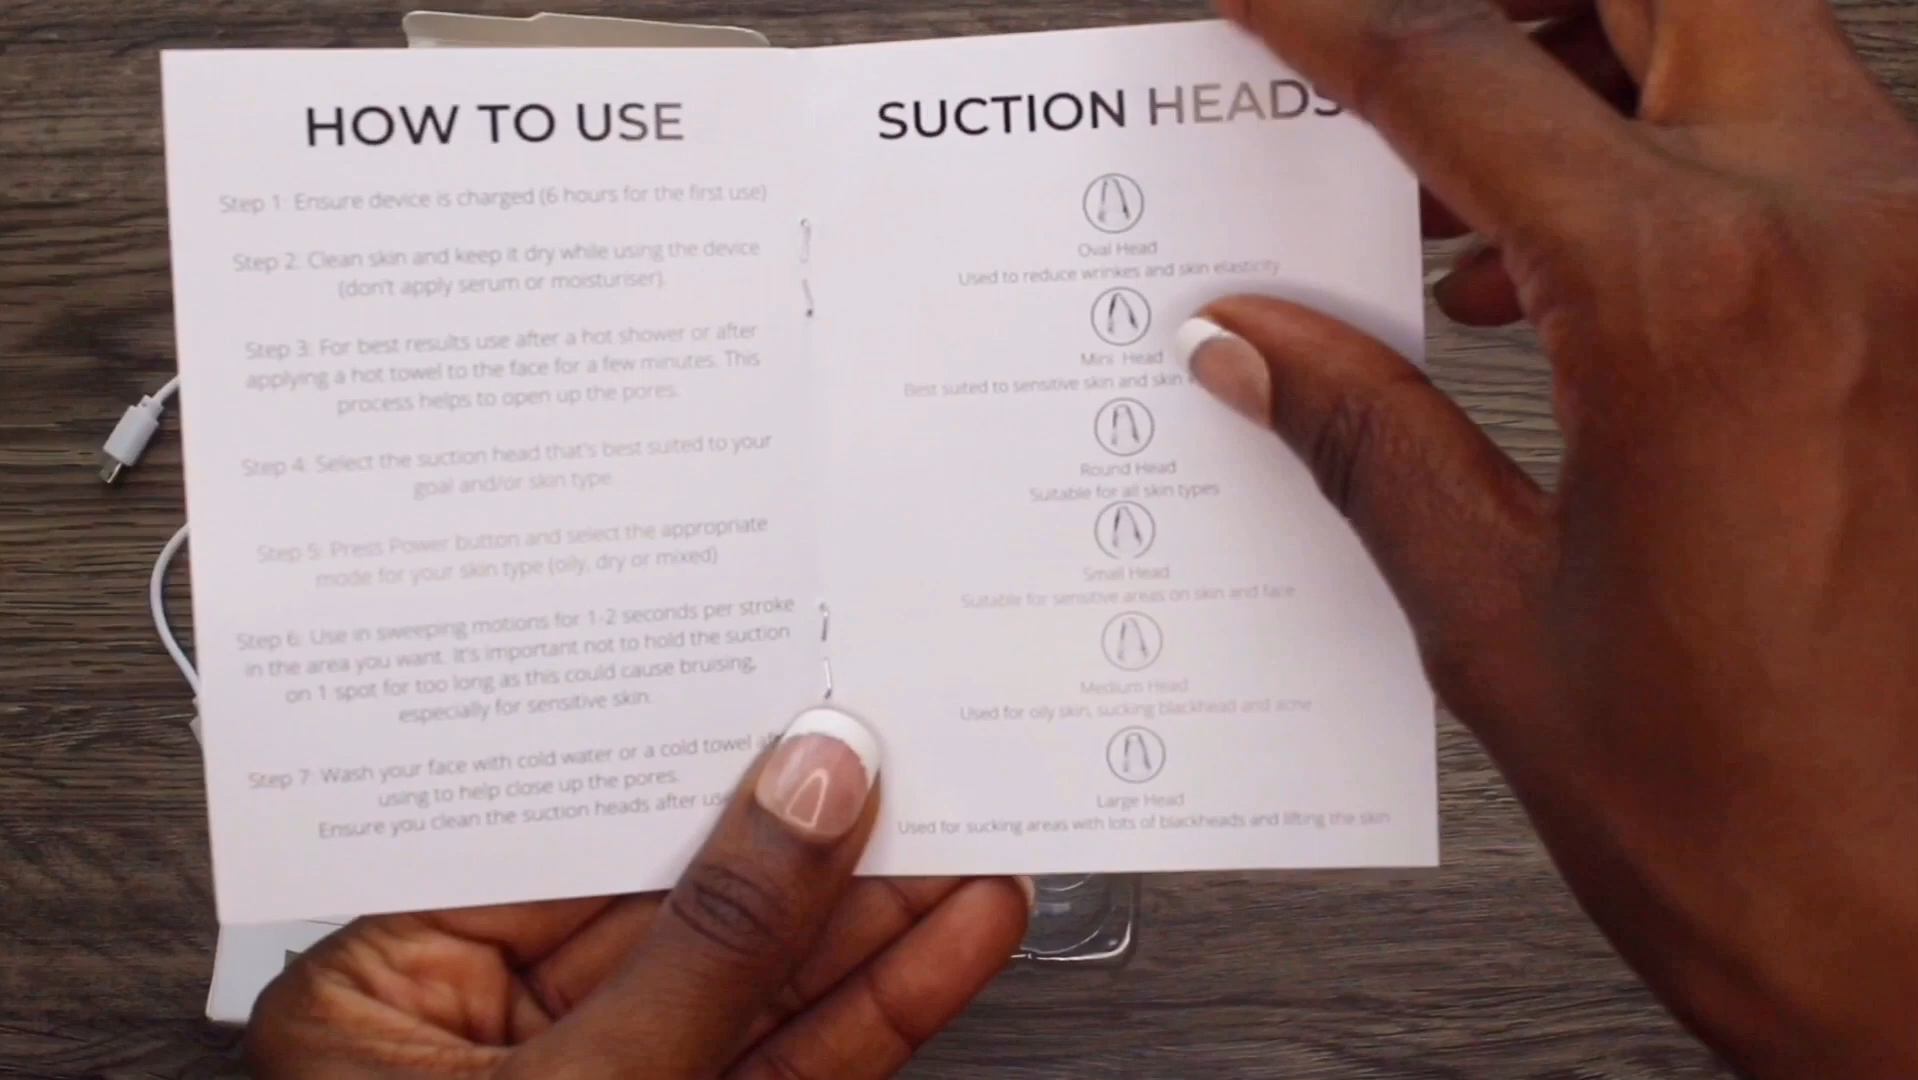 HOW TO USE
Step 1: Ensure device is charged (6 hours for the first use)
Step 2: Clean skin and keep it dry while using the device
(don't apply serum or moisturiser).
Step 3: For best results use after a hot shower or after
applying a hot towel to the face for a few minutes. This
process helps to open up the pores.
Step 4: Select the suction head that's best suited to your
goal and/or skin type
Step 5: Press Power button and select the appropriate
mode for your skin type (oily, dry or mixed)
Step 6: Use in sweeping motions for 1-2 seconds per stroke
in the area you want. It's important not to hold the suction
on 1 spot for too long as this could cause bruising,
especially for sensitive skin.
Step 7: Wash your face with cold water or a cold towel
using to help close up the pores.
Ensure you clean the suction heads after
SUCTION HEADS
Oval Head
Used to reduce wrinkes and skin elasticity
Mini Head
Best suited to sensitive skin and skin
Round Head
Suitable for all skin types
Small Head
Suitable for sensitive areas on skin and face
Medium Head
Used for oily skin, sucking blackhead and acne
Large Head
Used for sucking areas with lots of blackheads and lifting the skin